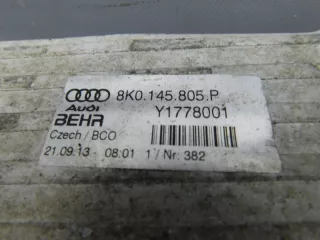 8K0.145.805.P
Audi Y1778001
BEHR
Czech / BCO
21.09.13 - 08:01 1 / Nr: 382